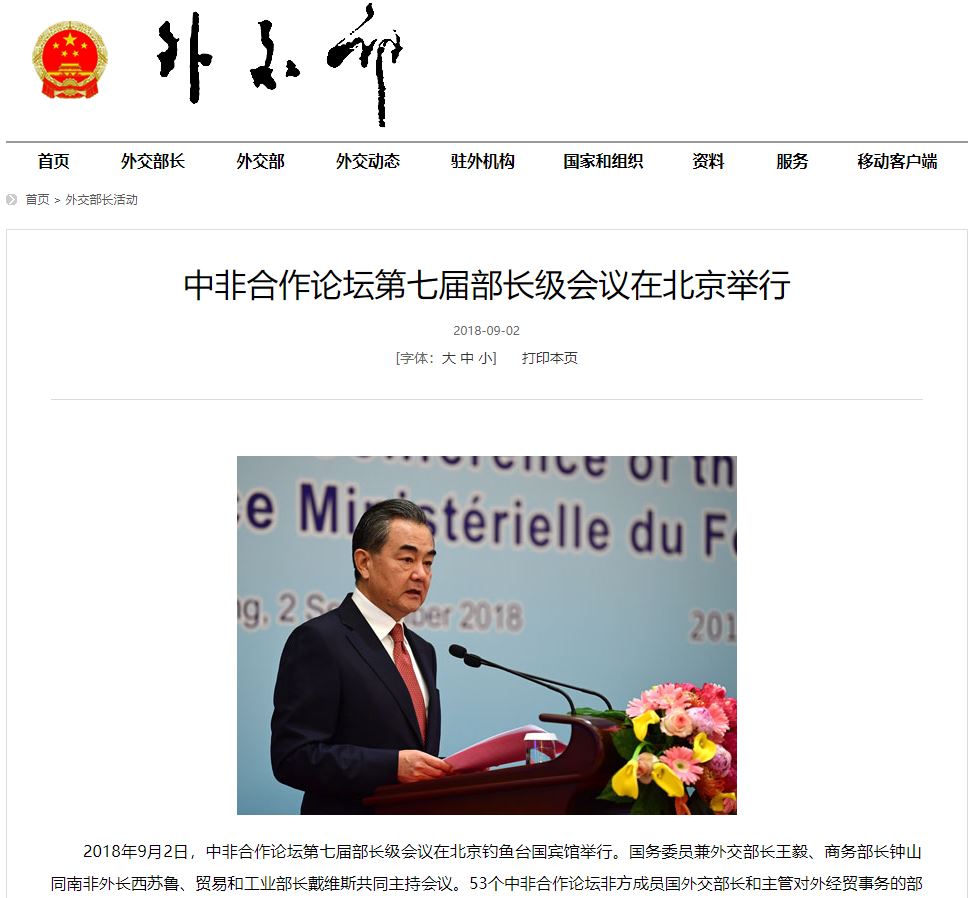 外交部
首页 外交部长 外交部 外交动态 驻外机构 国家和组织 资料 服务 移动客户端
首页 > 外交部长活动
中非合作论坛第七届部长级会议在北京举行
2018-09-02
[字体：大 中 小] 打印本页
Conference of th
ce Ministérielle du F
2 Se ber 2018 201
2018年9月2日，中非合作论坛第七届部长级会议在北京钓鱼台国宾馆举行。国务委员兼外交部长王毅、商务部长钟山
同南非外长西苏鲁、贸易和工业部长戴维斯共同主持会议。53个中非合作论坛非方成员国外交部长和主管对外经贸事务的部